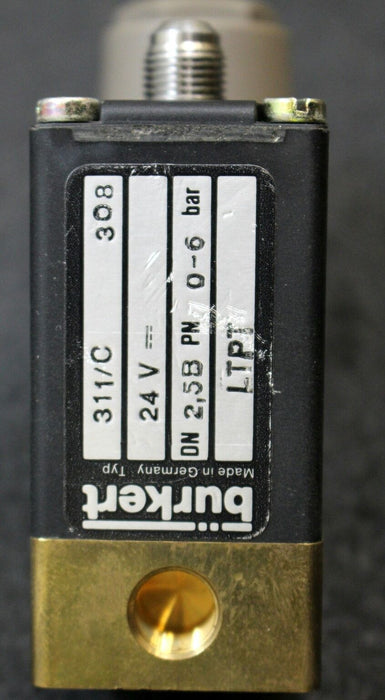 bürkert
Made in Germany Typ
311/C 308
24 V ⎓
DN 2,5B PN 0-6 bar
LTPT